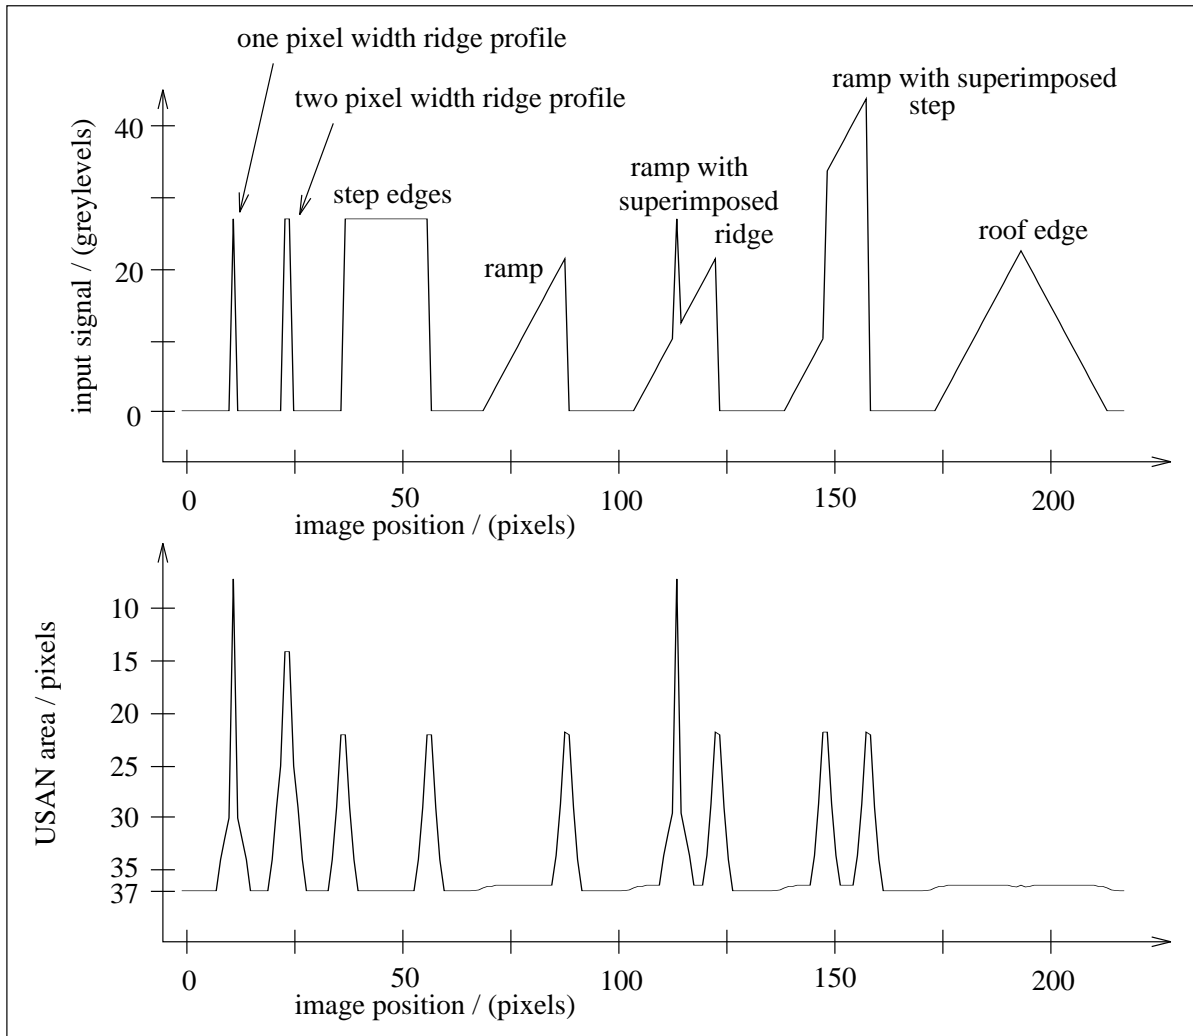 one pixel width ridge profile
two pixel width ridge profile
ramp with superimposed
step
step edges
ramp with
superimposed
ridge
ramp
roof edge
input signal / (greylevels)
40
20
0
0
50
100
150
200
image position / (pixels)
USAN area / pixels
10
15
20
25
30
35
37
0
50
100
150
200
image position / (pixels)